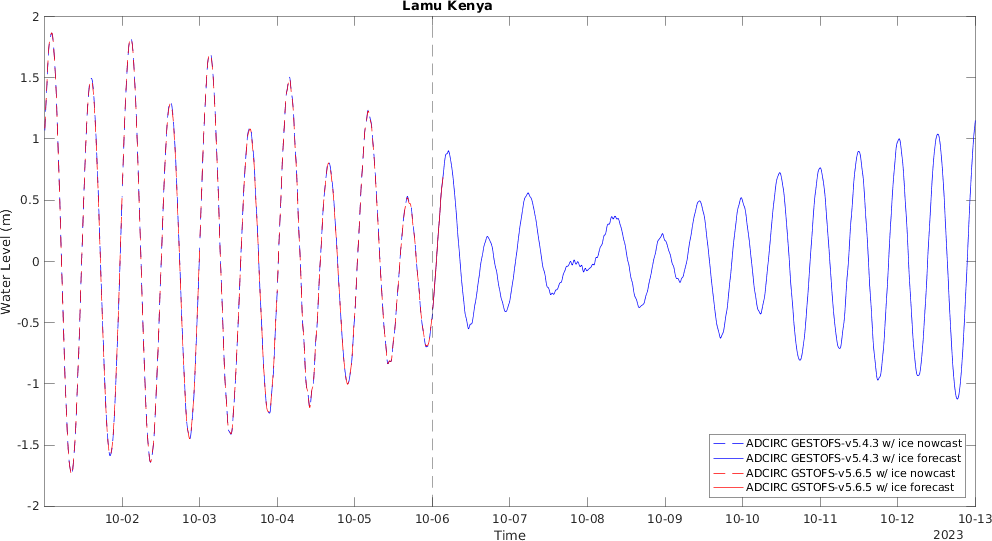 Lamu Kenya
2
1.5
1
0.5
0
-0.5
-1
-1.5
-2
Water Level (m)
10-02 10-03 10-04 10-05 10-06 10-07 10-08 10-09 10-10 10-11 10-12 10-13
Time
2023
ADCIRC GESTOFS-v5.4.3 w/ ice nowcast
ADCIRC GESTOFS-v5.4.3 w/ ice forecast
ADCIRC GSTOFS-v5.6.5 w/ ice nowcast
ADCIRC GSTOFS-v5.6.5 w/ ice forecast